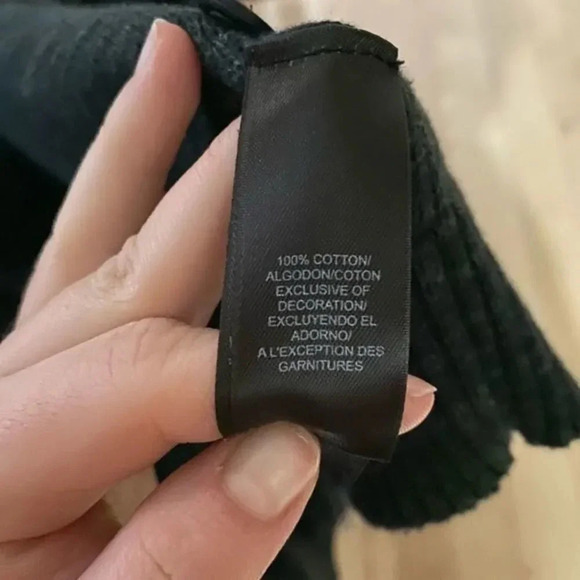 100% COTTON/
ALGODON/COTON
EXCLUSIVE OF
DECORATION/
EXCLUYENDO EL
ADORNO/
A L'EXCEPTION DES
GARNITURES